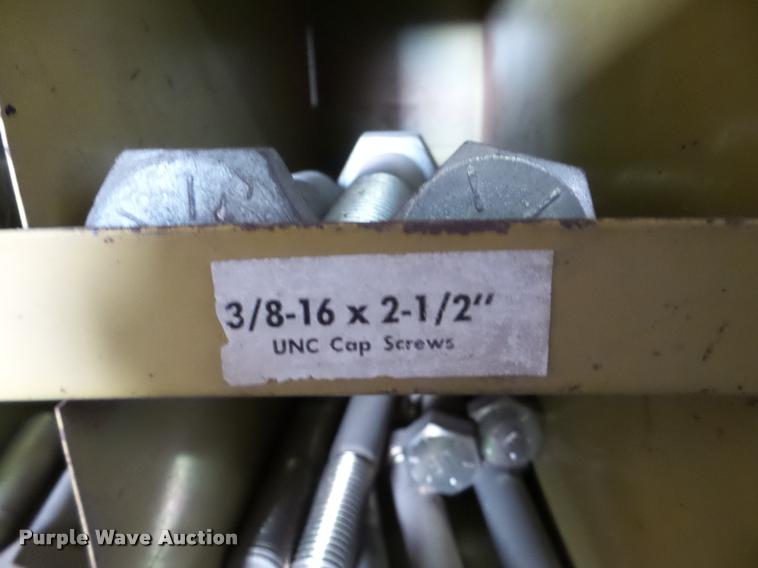 3/8-16 x 2-1/2"
UNC Cap Screws
Purple Wave Auction